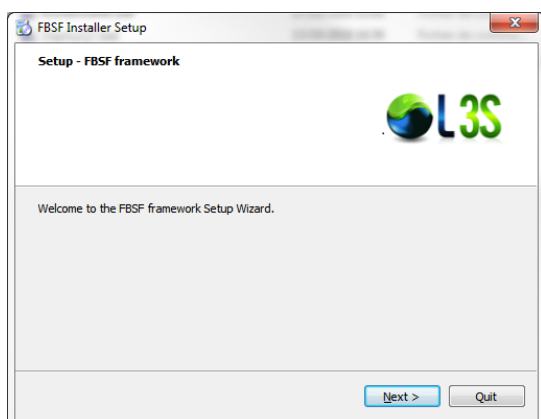 FBSF Installer Setup
Setup - FBSF framework
L3S
Welcome to the FBSF framework Setup Wizard.
Next >
Quit